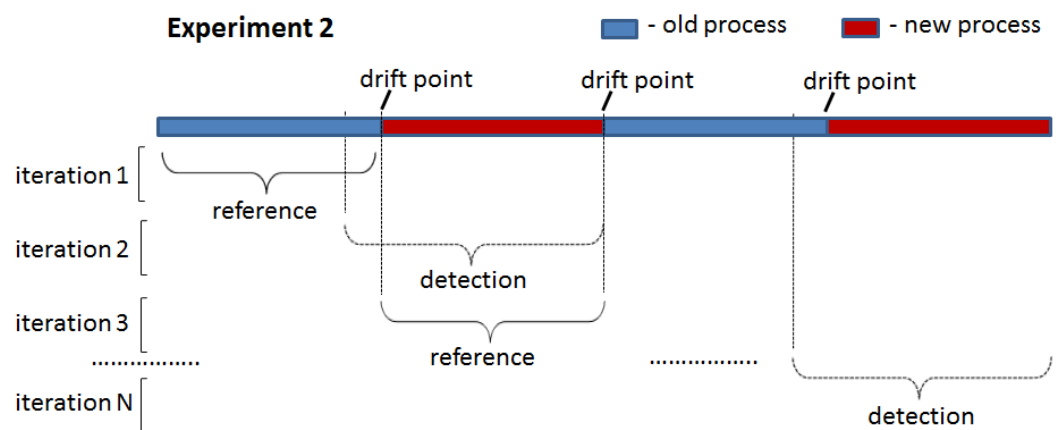 Experiment 2
- old process
- new process
drift point
drift point
drift point
iteration 1
reference
iteration 2
detection
iteration 3
reference
................
................
iteration N
detection